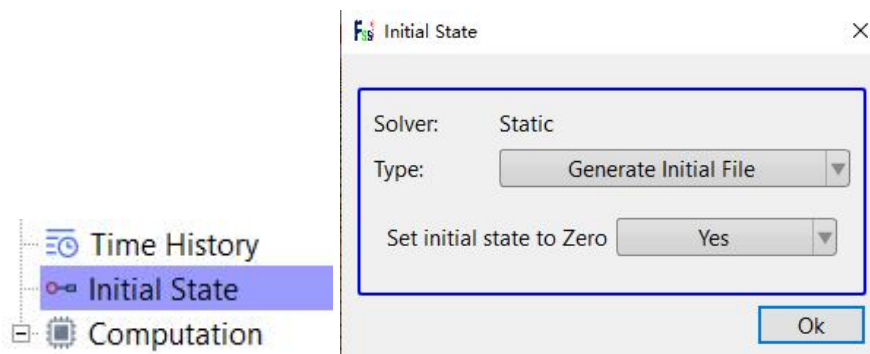 Time History
Initial State
Computation
Fss Initial State
Solver: Static
Type: Generate Initial File
Set initial state to Zero Yes
Ok